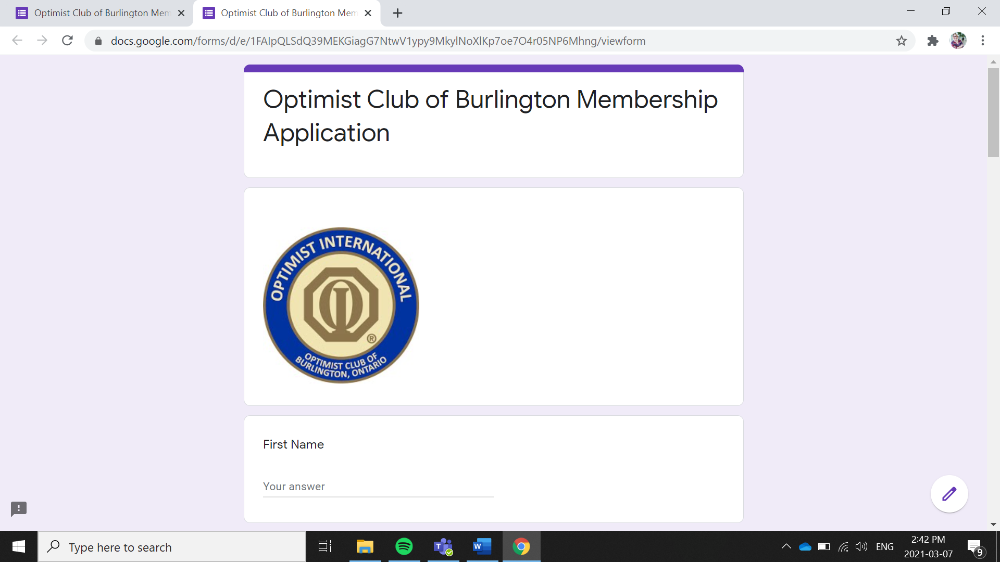 Optimist Club of Burlington Mem
Optimist Club of Burlington Mem
docs.google.com/forms/d/e/1FAIpQLSdQ39MEKGiagG7NtwV1ypy9MkylNoXlKp7oe7O4r05NP6Mhng/viewform
Optimist Club of Burlington Membership
Application
OPTIMIST INTERNATIONAL
®
OPTIMIST CLUB OF
BURLINGTON, ONTARIO
First Name
Your answer
Type here to search
ENG
2:42 PM
2021-03-07
9